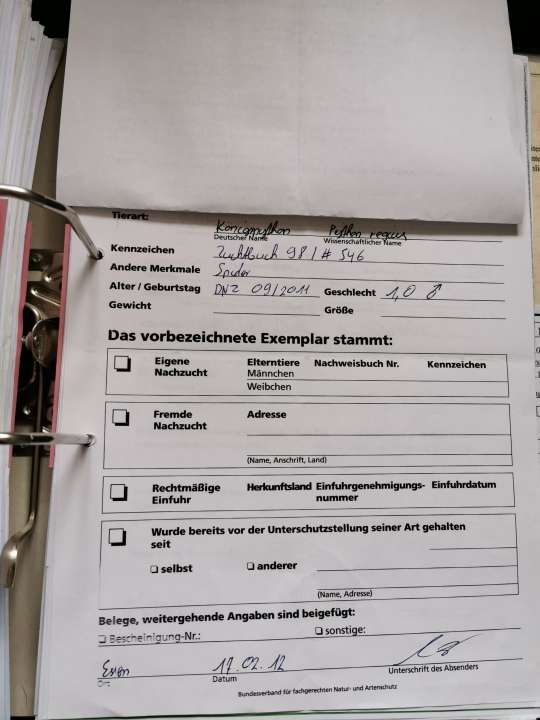 Tierart: Königspython Python regius
Deutscher Name Wissenschaftlicher Name
Kennzeichen Zuchtbuch 98 / # 546
Andere Merkmale Spider
Alter / Geburtstag DNZ 09/2011 Geschlecht 1,0 ♂
Gewicht Größe
Das vorbezeichnete Exemplar stammt:
Eigene Nachzucht
Elterntiere
Männchen
Weibchen
Nachweisbuch Nr.
Kennzeichen
Fremde Nachzucht
Adresse
(Name, Anschrift, Land)
Rechtmäßige Einfuhr
Herkunftsland
Einfuhrgenehmigungs-
nummer
Einfuhrdatum
Wurde bereits vor der Unterschutzstellung seiner Art gehalten
seit
selbst anderer
(Name, Adresse)
Belege, weitergehende Angaben sind beigefügt:
Bescheinigung-Nr.: sonstige:
Essen 17.02.12
Ort Datum Unterschrift des Absenders
Bundesverband für fachgerechten Natur- und Artenschutz